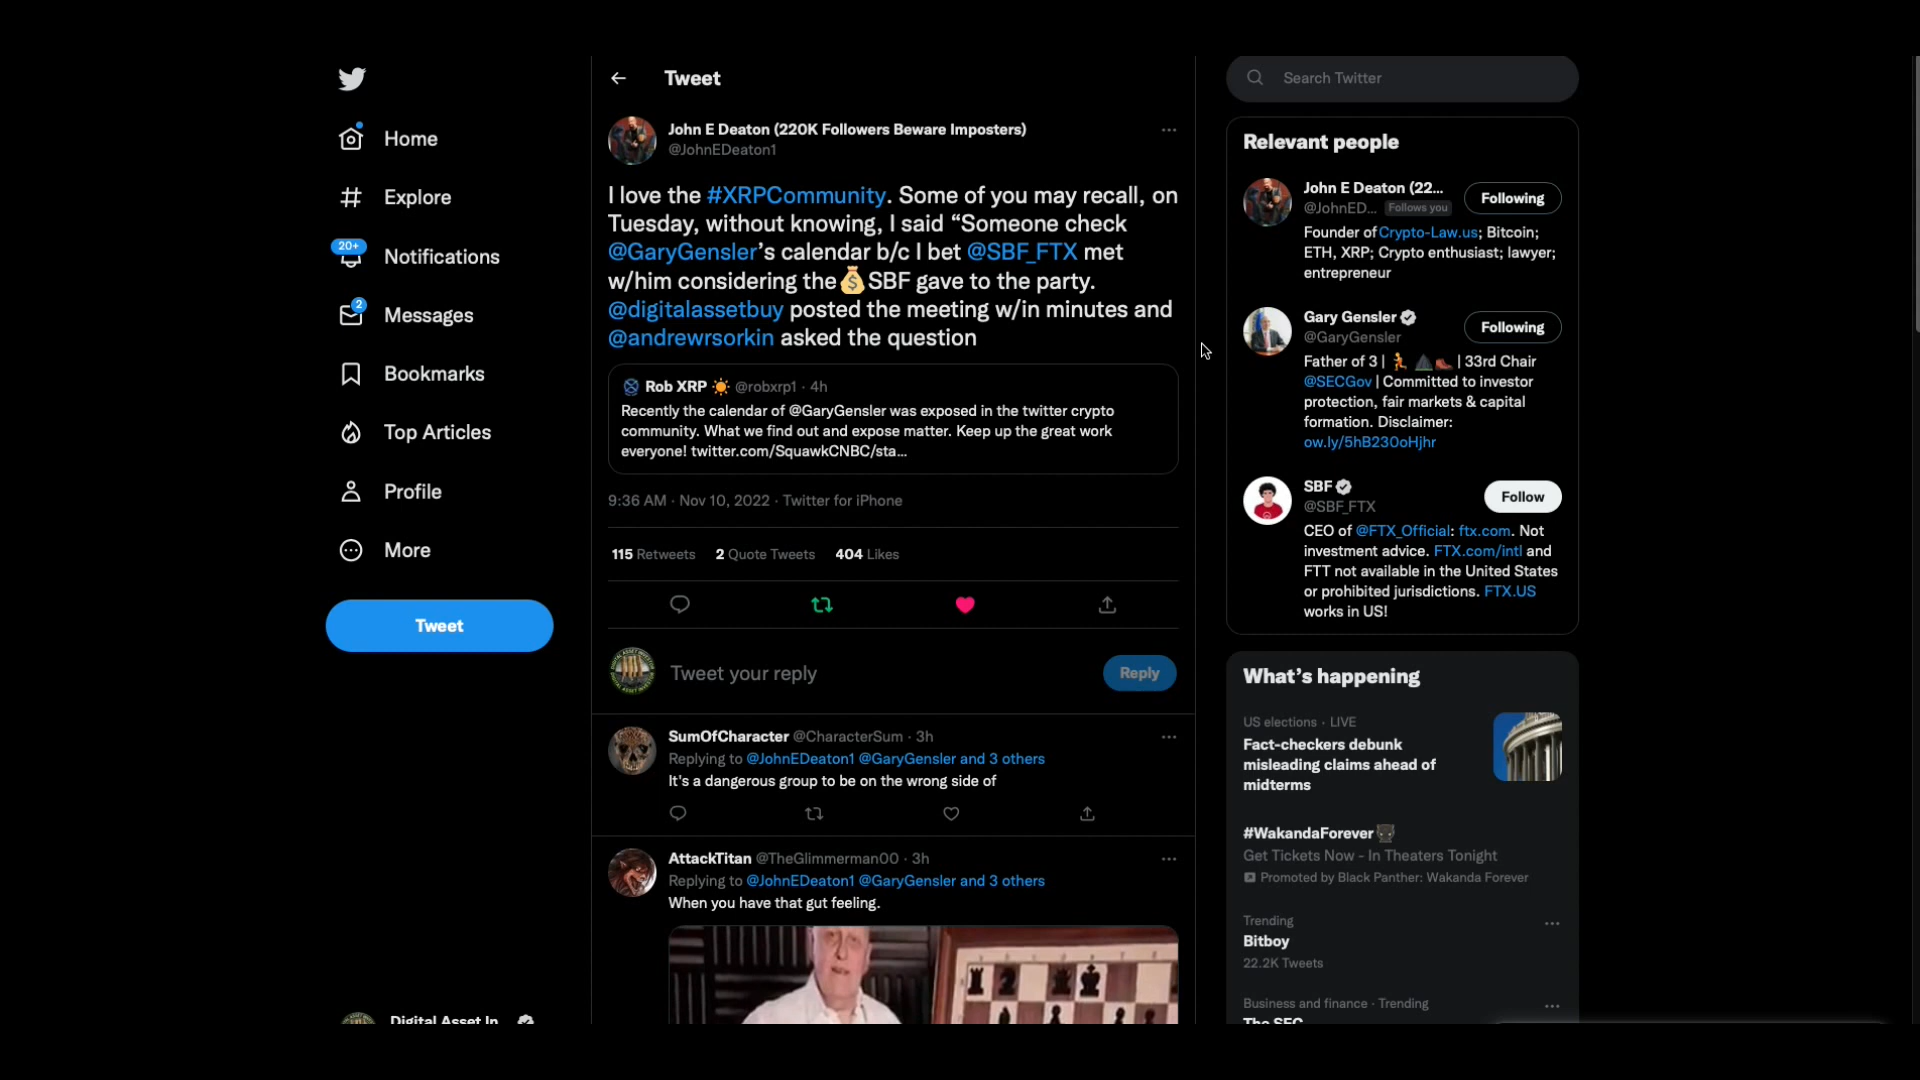 Home
Explore
20+
Notifications
2
Messages
Bookmarks
Top Articles
Profile
More
Tweet
Digital Asset In
Tweet
John E Deaton (220K Followers Beware Imposters)
@JohnEDeaton1
I love the #XRPCommunity. Some of you may recall, on
Tuesday, without knowing, I said “Someone check
@GaryGensler’s calendar b/c I bet @SBF_FTX met
w/him considering the💰SBF gave to the party.
@digitalassetbuy posted the meeting w/in minutes and
@andrewrsorkin asked the question
Rob XRP ☀️ @robxrp1 · 4h
Recently the calendar of @GaryGensler was exposed in the twitter crypto
community. What we find out and expose matter. Keep up the great work
everyone! twitter.com/SquawkCNBC/sta...
9:36 AM · Nov 10, 2022 · Twitter for iPhone
115 Retweets 2 Quote Tweets 404 Likes
Tweet your reply
Reply
SumOfCharacter @CharacterSum · 3h
Replying to @JohnEDeaton1 @GaryGensler and 3 others
It's a dangerous group to be on the wrong side of
AttackTitan @TheGlimmerman00 · 3h
Replying to @JohnEDeaton1 @GaryGensler and 3 others
When you have that gut feeling.
Search Twitter
Relevant people
John E Deaton (22...
@JohnED... Follows you
Following
Founder of Crypto-Law.us; Bitcoin;
ETH, XRP; Crypto enthusiast; lawyer;
entrepreneur
Gary Gensler
@GaryGensler
Following
Father of 3 | 🏃 ⛰️🥾 | 33rd Chair
@SECGov | Committed to investor
protection, fair markets & capital
formation. Disclaimer:
ow.ly/5hB230oHjhr
SBF
@SBF_FTX
Follow
CEO of @FTX_Official: ftx.com. Not
investment advice. FTX.com/intl and
FTT not available in the United States
or prohibited jurisdictions. FTX.US
works in US!
What’s happening
US elections · LIVE
Fact-checkers debunk
misleading claims ahead of
midterms
#WakandaForever
Get Tickets Now - In Theaters Tonight
Promoted by Black Panther: Wakanda Forever
Trending
Bitboy
22.2K Tweets
Business and finance · Trending
The SEC